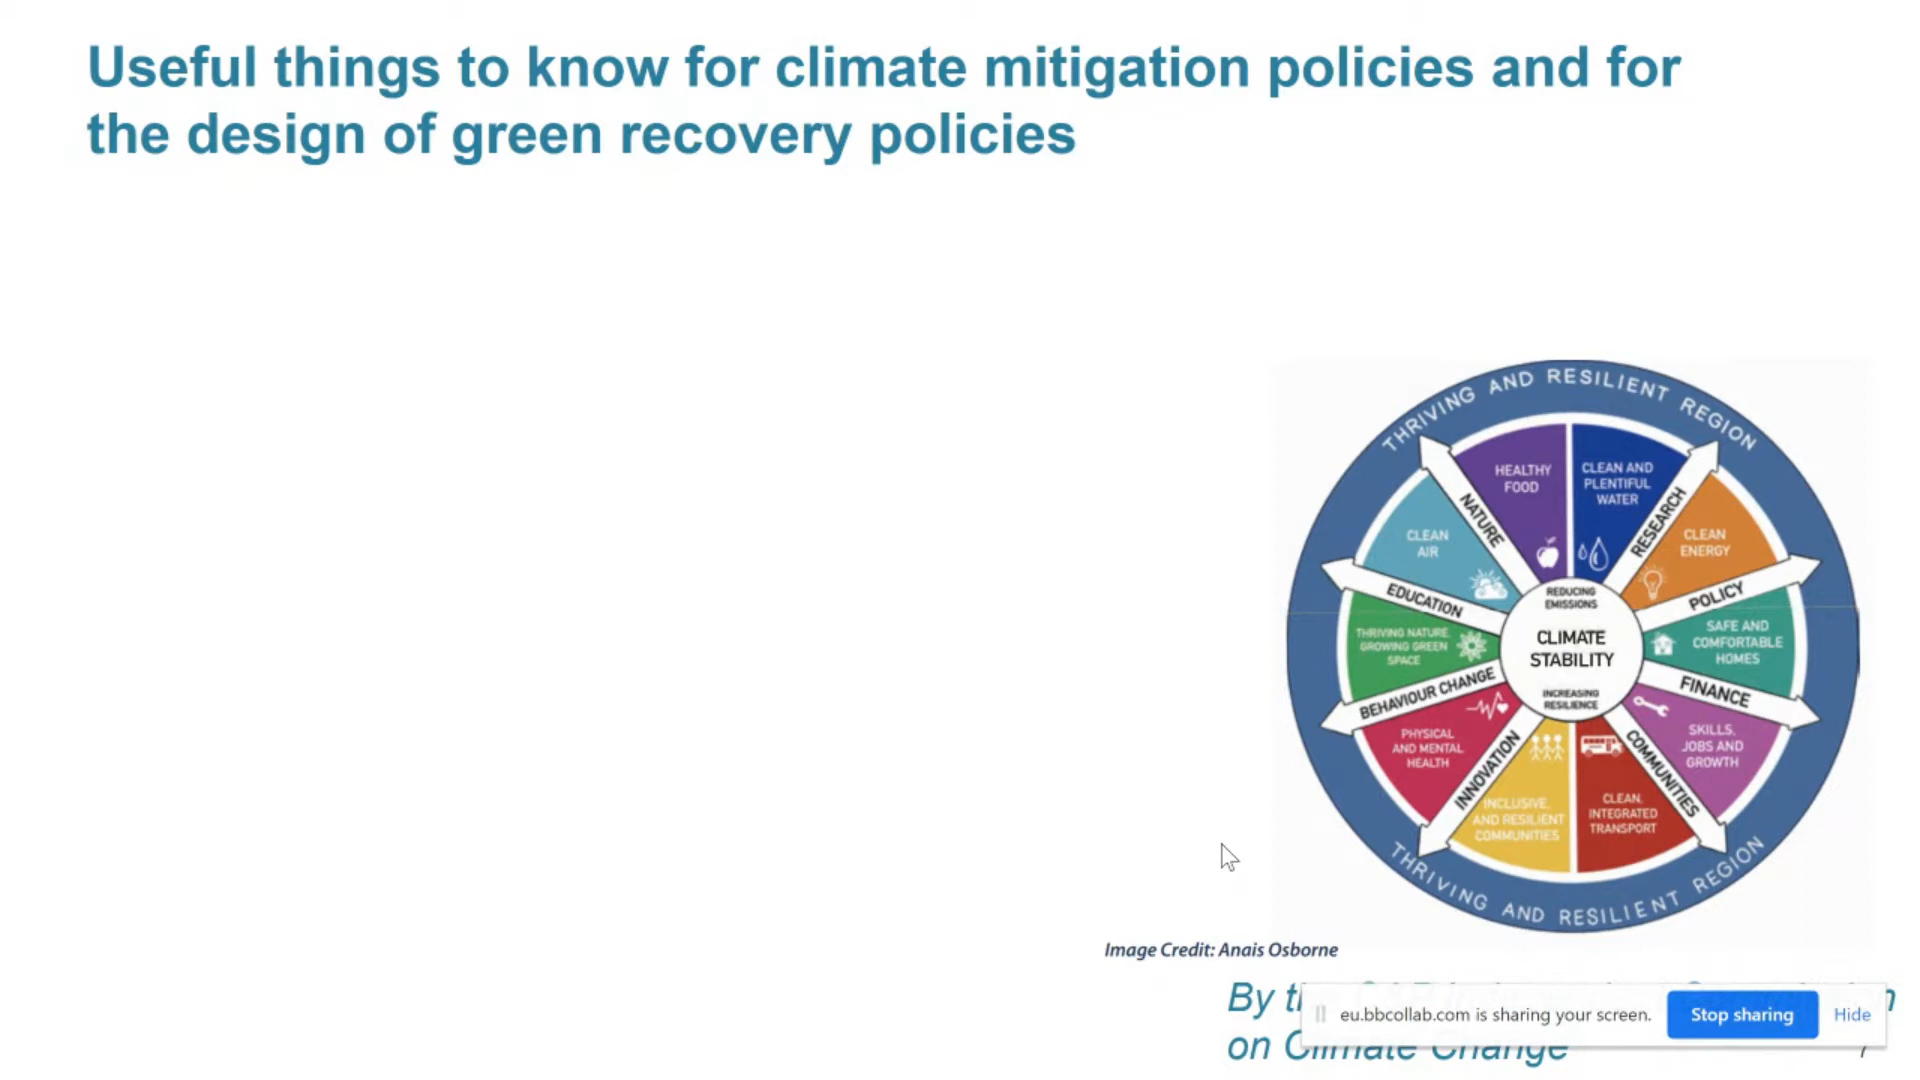 Useful things to know for climate mitigation policies and for
the design of green recovery policies
THRIVING AND RESILIENT REGION
HEALTHY
FOOD
CLEAN AND
PLENTIFUL
WATER
NATURE
RESEARCH
CLEAN
AIR
CLEAN
ENERGY
EDUCATION
POLICY
REDUCING
EMISSIONS
CLIMATE
STABILITY
INCREASING
RESILIENCE
THRIVING NATURE,
GROWING GREEN
SPACE
SAFE AND
COMFORTABLE
HOMES
BEHAVIOUR CHANGE
FINANCE
PHYSICAL
AND MENTAL
HEALTH
SKILLS,
JOBS AND
GROWTH
INNOVATION
COMMUNITIES
INCLUSIVE,
AND RESILIENT
COMMUNITIES
CLEAN,
INTEGRATED
TRANSPORT
THRIVING AND RESILIENT REGION
Image Credit: Anais Osborne
By
eu.bbcollab.com is sharing your screen.
Stop sharing
Hide
on Climate Change